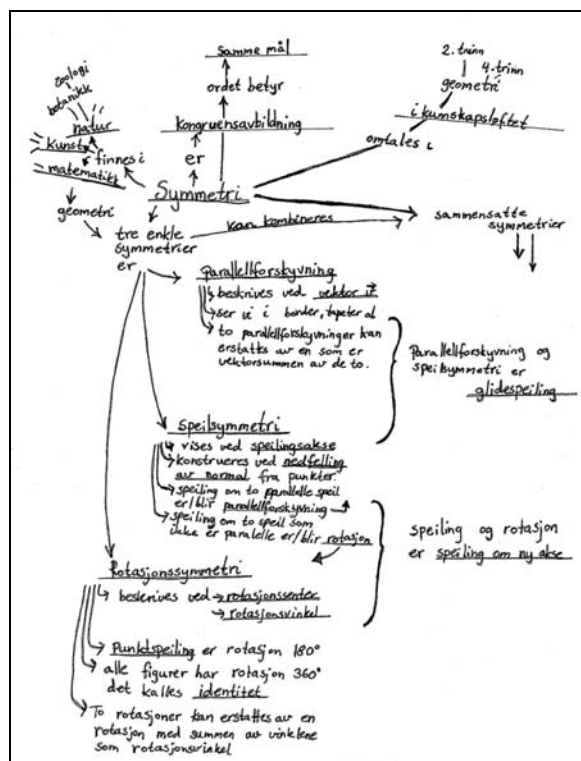 Samme mål
ordet betyr
Kongruensavbildning
er
2. trinn
4. trinn
geometri
i kunnskapsløftet
omtales i
zoologi
botanikk
natur
kunst
matematikk
finnes i
Symmetri
geometri
tre enkle
symmetrier
er
kan kombineres
sammensatte
symmetrier
Parallellforskyvning
beskrives ved vektor v⃗
ser vi i border, tapeter al
to parallellforskyvninger kan
erstatts av en som er
vektorsummen av de to.
Parallellforskyvning og
speilsymmetri er
glidespeiling
Speilsymmetri
vises ved speilingsakse
konstrueres ved nedfelling
av normal fra punkter.
speiling om to parallelle speil
er/blir parallellforskyvning
speiling om to speil som
ikke er paralelle er/blir rotasjon
speiling og rotasjon
er speiling om ny akse
Rotasjonssymmetri
beskrives ved → rotasjonssenter
→ rotasjonsvinkel
Punktspeiling er rotasjon 180°
alle figurer har rotasjon 360°
det kalles identitet
To rotasjoner kan erstattes av en
rotasjon med summen av vinklene
som rotasjonsvinkel